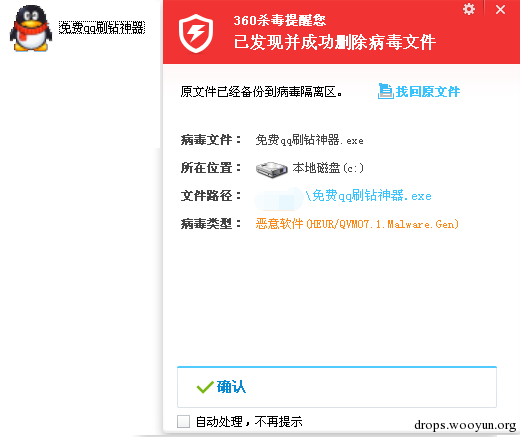 免费qq刷钻神器
360杀毒提醒您
已发现并成功删除病毒文件
原文件已经备份到病毒隔离区。 找回原文件
病毒文件： 免费qq刷钻神器.exe
所在位置： 本地磁盘(c:)
文件路径： \免费qq刷钻神器.exe
病毒类型： 恶意软件(HEUR/QVM07.1.Malware.Gen)
确认
自动处理，不再提示
drops.wooyun.org